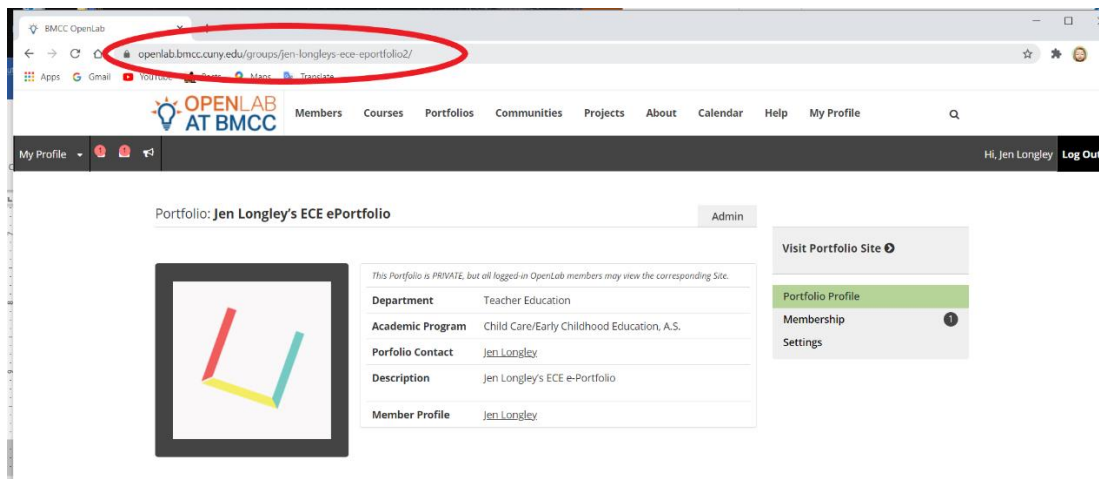 BMCC OpenLab
openlab.bmcc.cuny.edu/groups/jen-longleys-ece-eportfolio2/
Apps Gmail YouTube Posts Maps Translate
OPENLAB AT BMCC
Members Courses Portfolios Communities Projects About Calendar Help My Profile
My Profile 1 1 Hi, Jen Longley Log Out
Portfolio: Jen Longley's ECE ePortfolio Admin
Visit Portfolio Site
This Portfolio is PRIVATE, but all logged-in OpenLab members may view the corresponding Site.
Department Teacher Education
Academic Program Child Care/Early Childhood Education, A.S.
Porfolio Contact Jen Longley
Description Jen Longley's ECE e-Portfolio
Member Profile Jen Longley
Portfolio Profile
Membership 1
Settings